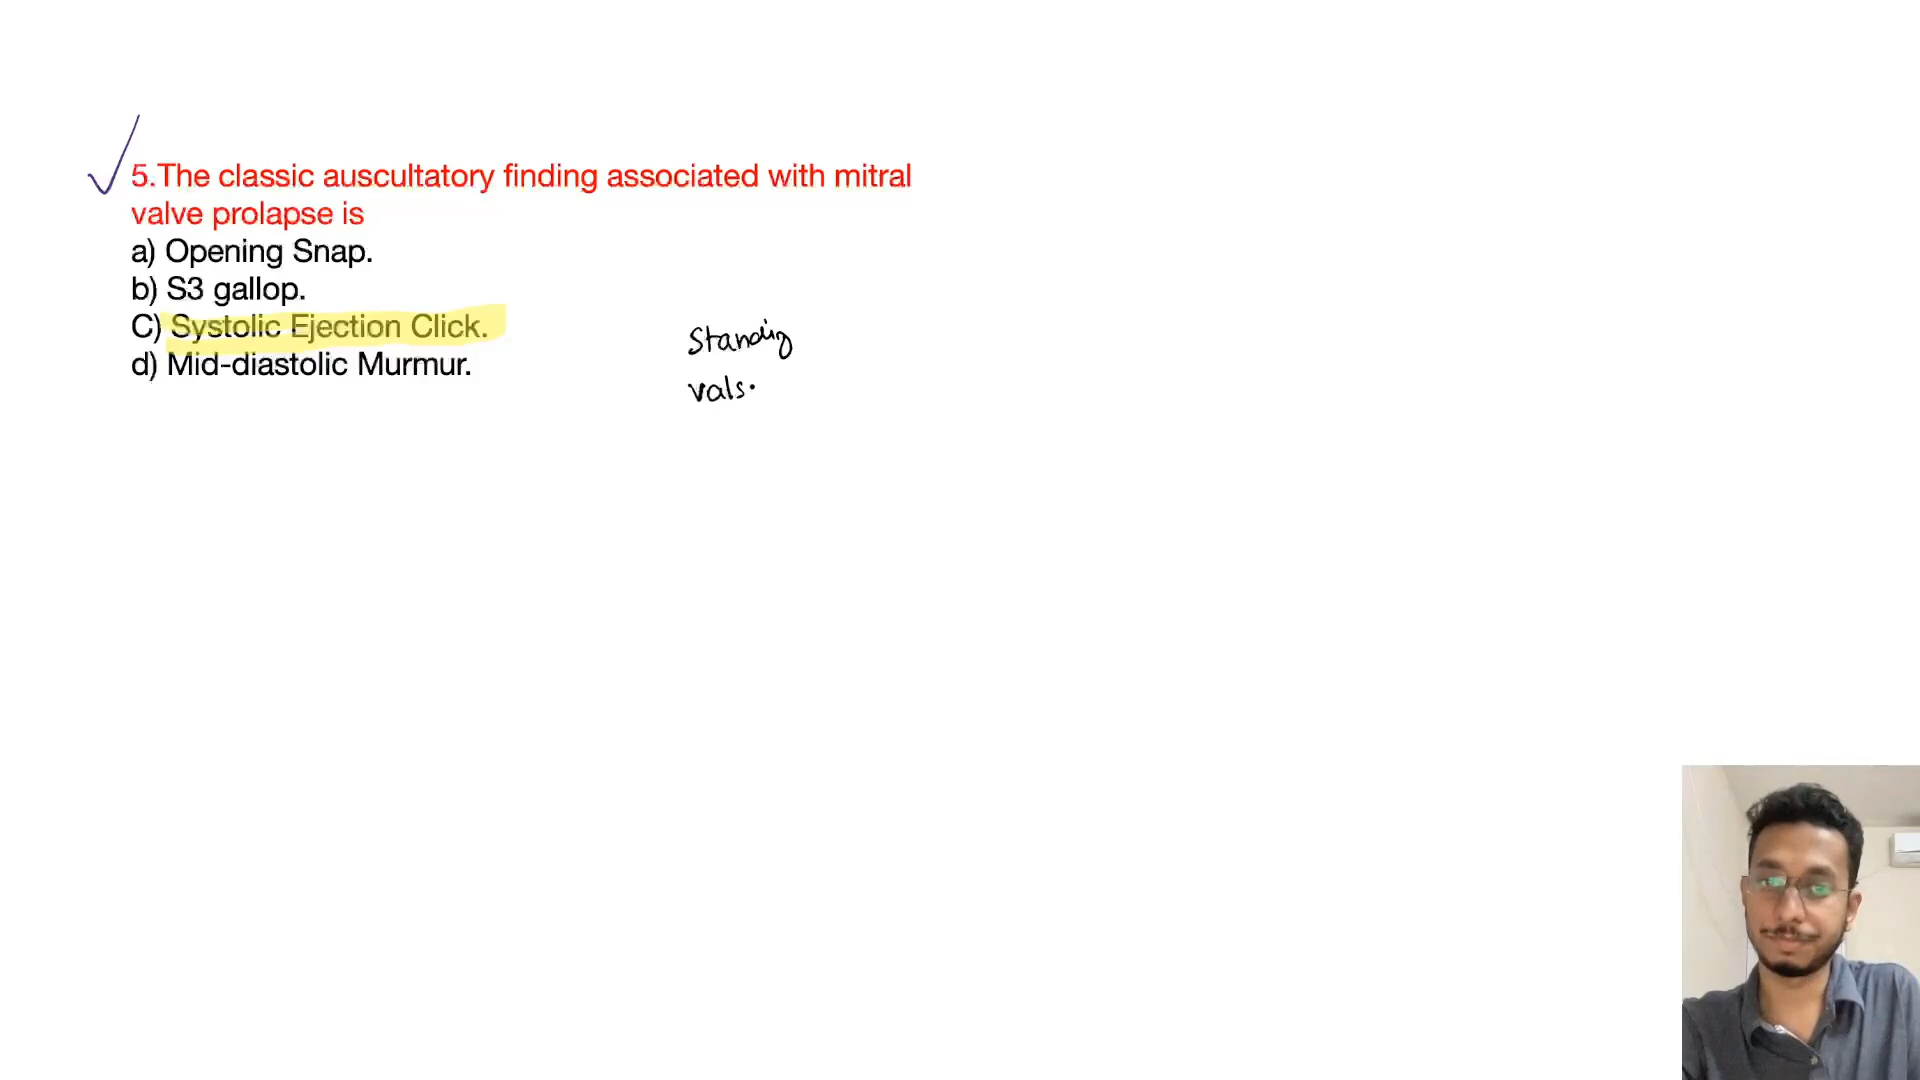 5.The classic auscultatory finding associated with mitral
valve prolapse is
a) Opening Snap.
b) S3 gallop.
C) Systolic Ejection Click.
d) Mid-diastolic Murmur.
Standig
vals.